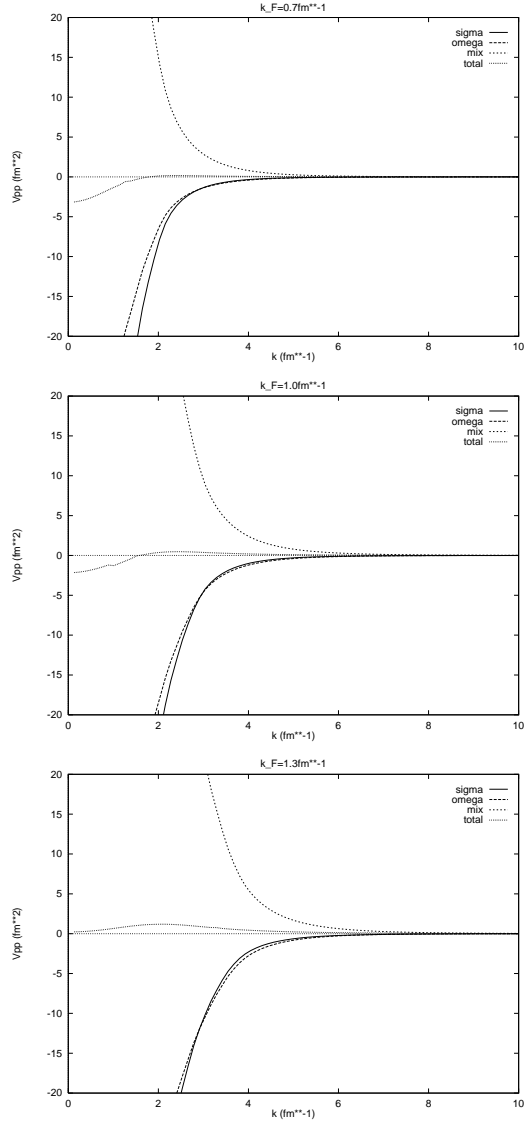 k_F=0.7fm**-1
20
15
10
5
0
-5
-10
-15
-20
Vpp (fm**2)
sigma
omega
mix
total
0 2 4 6 8 10
k (fm**-1)
k_F=1.0fm**-1
20
15
10
5
0
-5
-10
-15
-20
Vpp (fm**2)
sigma
omega
mix
total
0 2 4 6 8 10
k (fm**-1)
k_F=1.3fm**-1
20
15
10
5
0
-5
-10
-15
-20
Vpp (fm**2)
sigma
omega
mix
total
0 2 4 6 8 10
k (fm**-1)